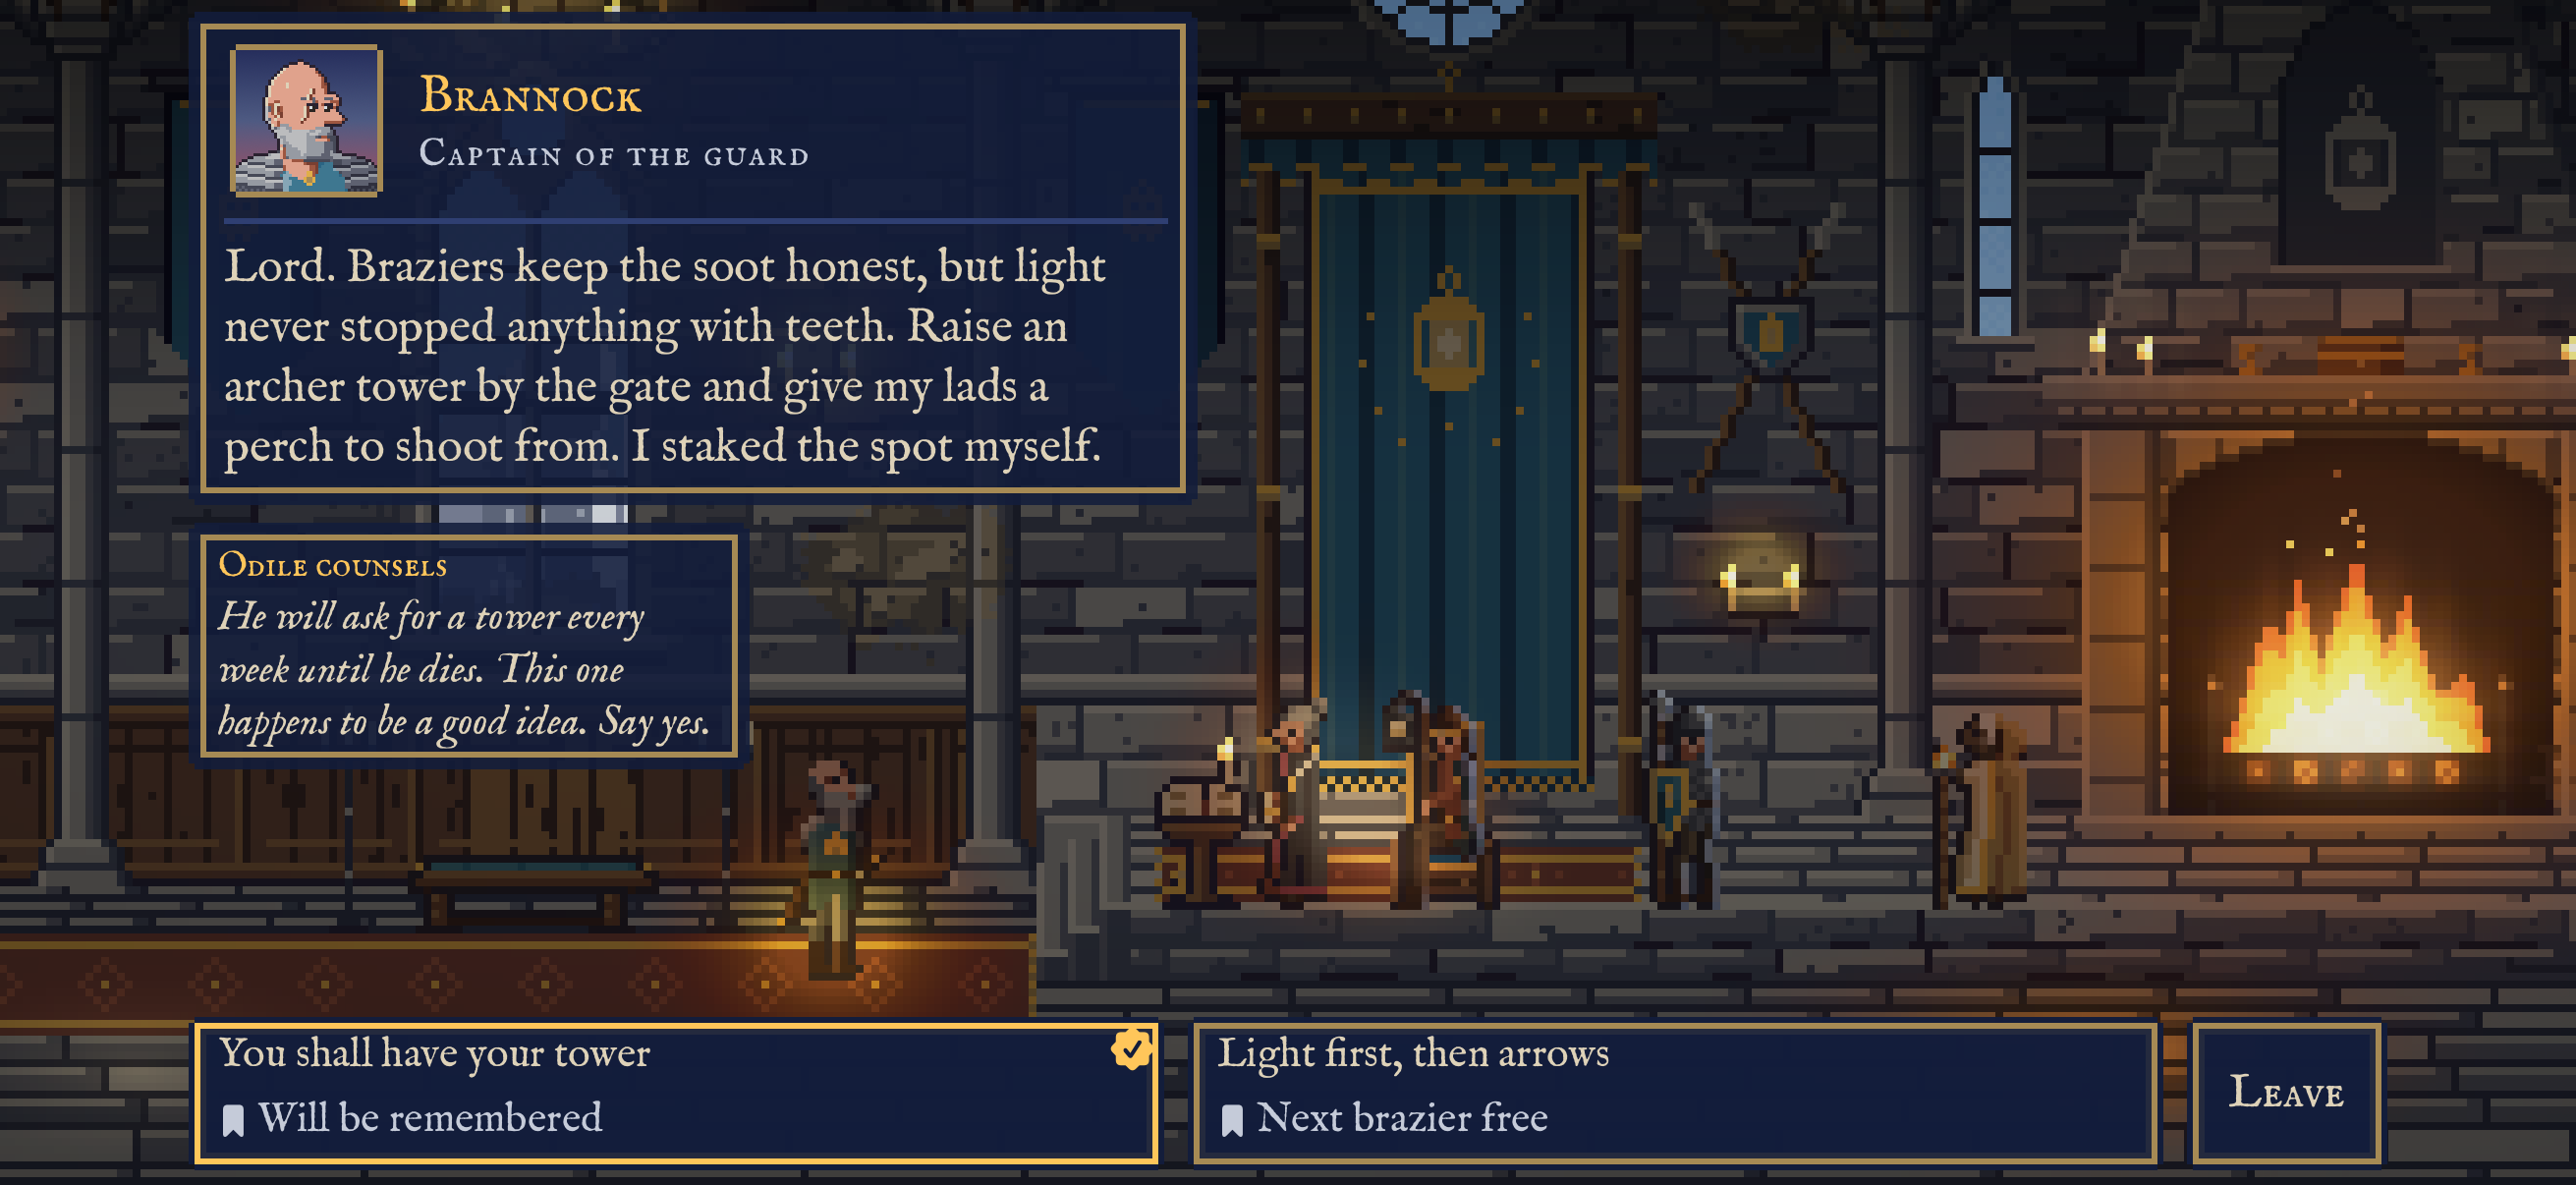 Brannock
Captain of the guard
Lord. Braziers keep the soot honest, but light
never stopped anything with teeth. Raise an
archer tower by the gate and give my lads a
perch to shoot from. I staked the spot myself.
Odile counsels
He will ask for a tower every
week until he dies. This one
happens to be a good idea. Say yes.
You shall have your tower
Will be remembered
Light first, then arrows
Next brazier free
Leave